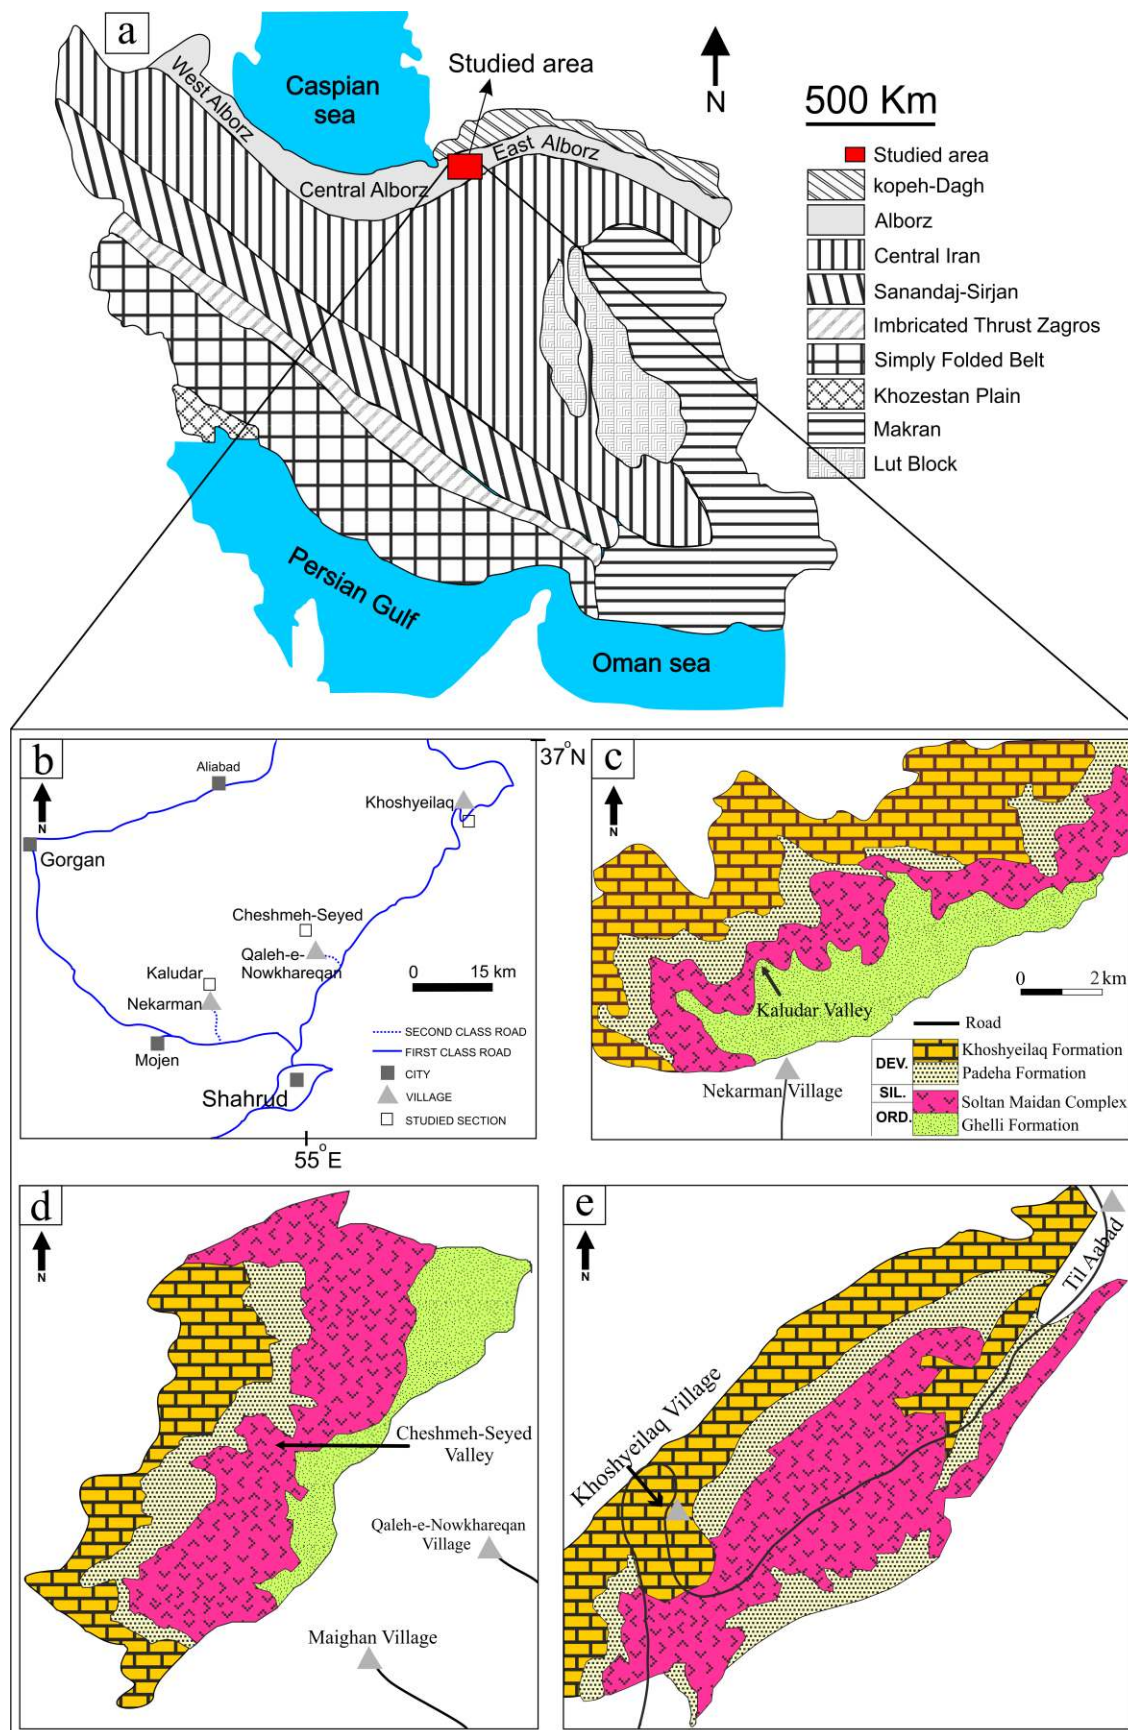 a
West Alborz
Caspian
sea
Studied area
N
500 Km
Central Alborz
East Alborz
Studied area
kopeh-Dagh
Alborz
Central Iran
Sanandaj-Sirjan
Imbricated Thrust Zagros
Simply Folded Belt
Khozestan Plain
Makran
Lut Block
Persian Gulf
Oman sea
b
N
Aliabad
Gorgan
Khoshyeilaq
Cheshmeh-Seyed
Qaleh-e-
Nowkhareqan
Kaludar
Nekarman
Mojen
Shahrud
0 15 km
SECOND CLASS ROAD
FIRST CLASS ROAD
CITY
VILLAGE
STUDIED SECTION
37°N
55°E
c
N
Kaludar Valley
Nekarman Village
0 2 km
Road
DEV.
Khoshyeilaq Formation
Padeha Formation
SIL.
Soltan Maidan Complex
ORD.
Ghelli Formation
d
N
Cheshmeh-Seyed
Valley
Qaleh-e-Nowkhareqan
Village
Maighan Village
e
N
Til Aabad
Khoshyeilaq Village